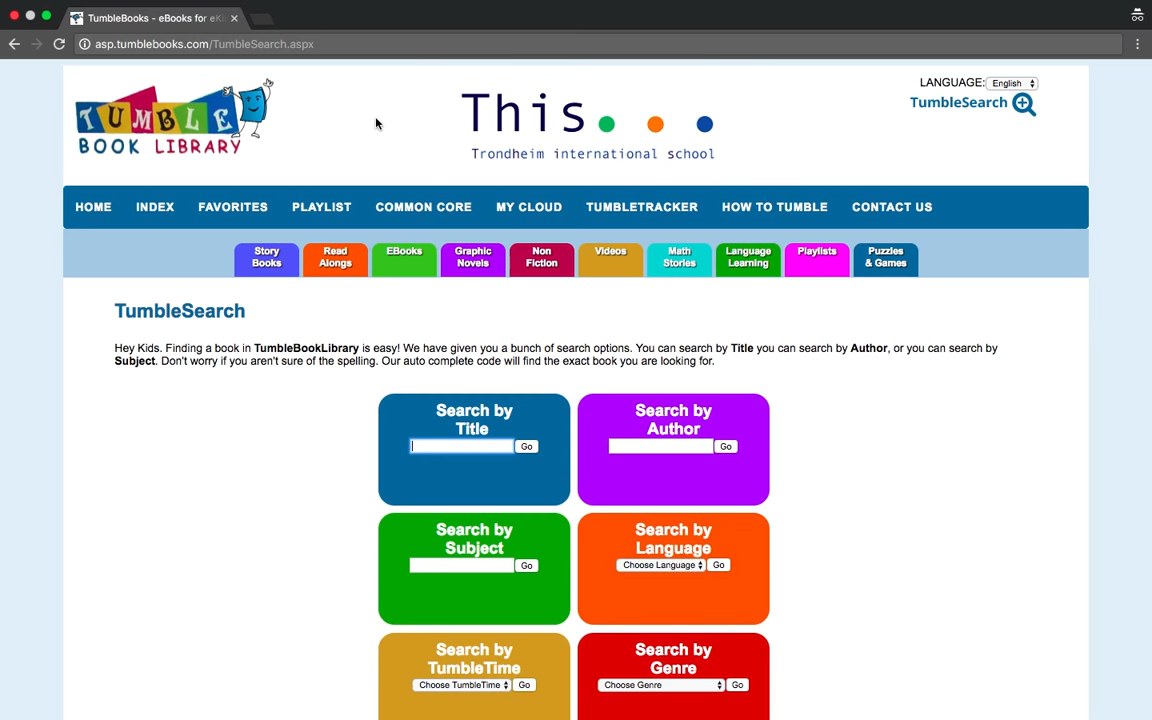 TumbleBooks - eBooks for eKi
asp.tumblebooks.com/TumbleSearch.aspx
TUMBLE
BOOK LIBRARY
This...
Trondheim international school
LANGUAGE: English
TumbleSearch
HOME INDEX FAVORITES PLAYLIST COMMON CORE MY CLOUD TUMBLETRACKER HOW TO TUMBLE CONTACT US
Story
Books
Read
Alongs
EBooks
Graphic
Novels
Non
Fiction
Videos
Math
Stories
Language
Learning
Playlists
Puzzles
& Games
TumbleSearch
Hey Kids. Finding a book in TumbleBookLibrary is easy! We have given you a bunch of search options. You can search by Title you can search by Author, or you can search by
Subject. Don't worry if you aren't sure of the spelling. Our auto complete code will find the exact book you are looking for.
Search by
Title
Go
Search by
Author
Go
Search by
Subject
Go
Search by
Language
Choose Language Go
Search by
TumbleTime
Choose TumbleTime Go
Search by
Genre
Choose Genre Go